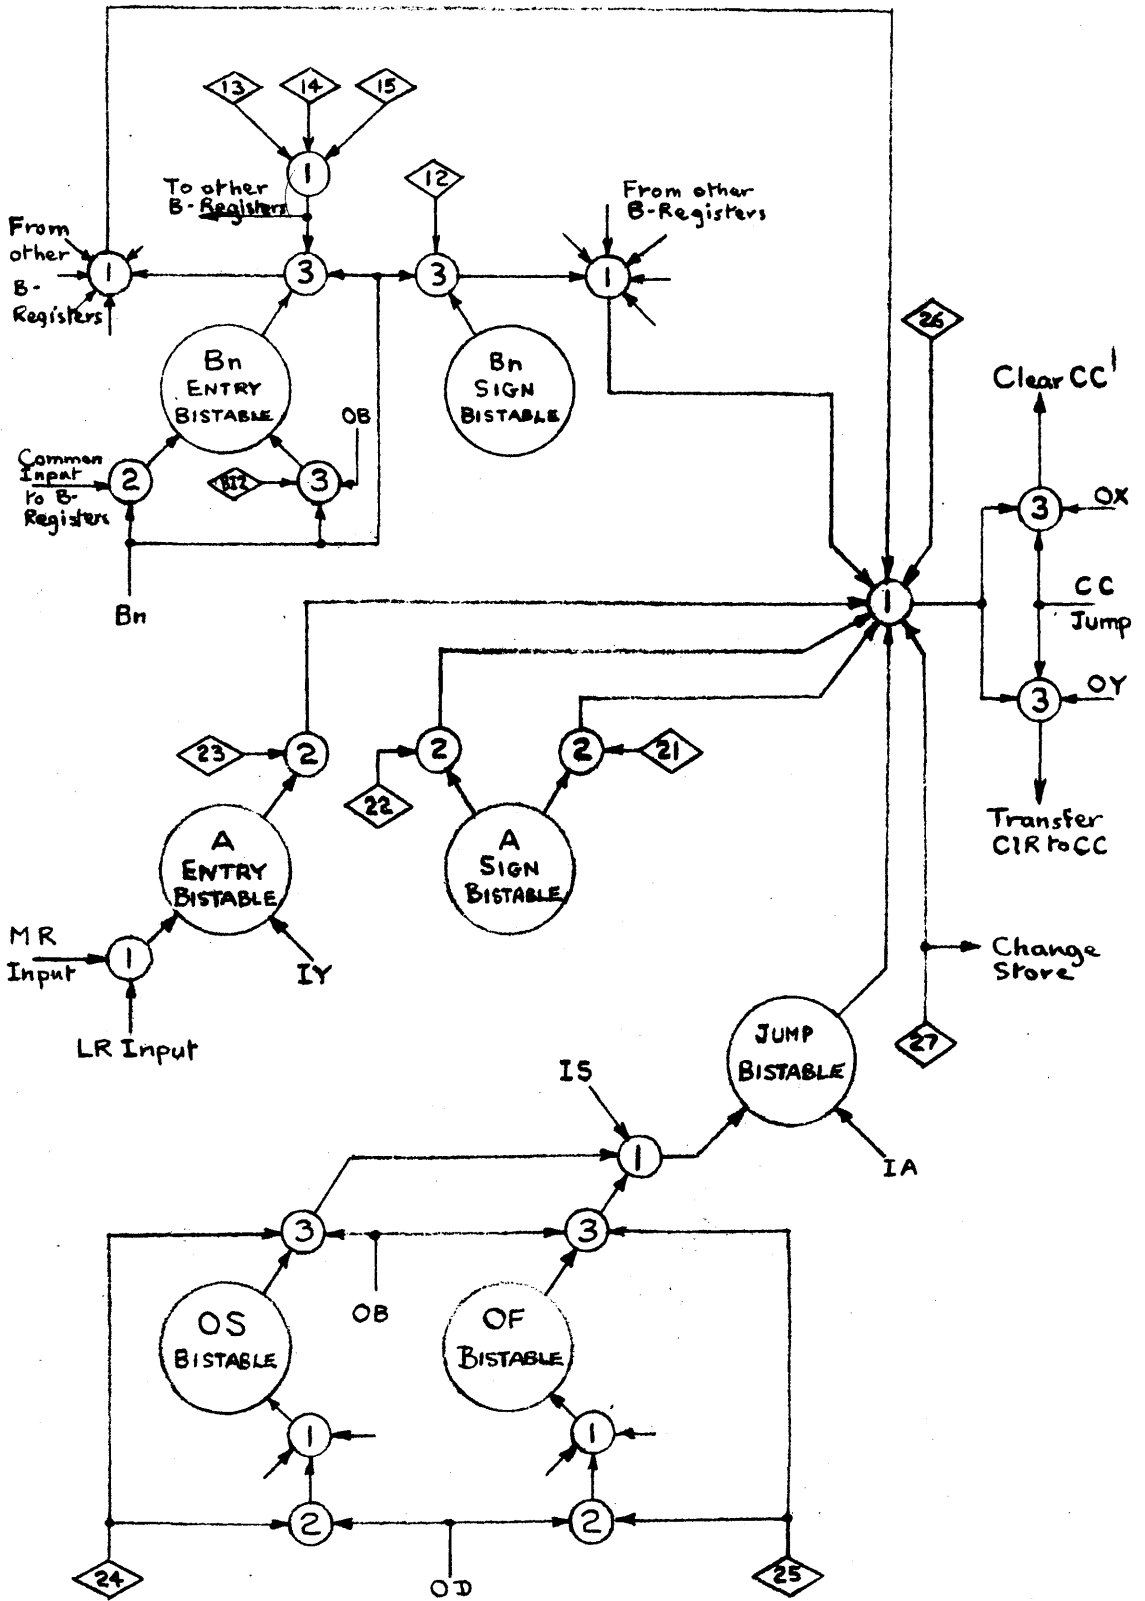 13
14
15
1
To other
B-Registers
12
From other
B-Registers
From
other
B-
Registers
1
3
3
1
Bn
ENTRY
BISTABLE
Bn
SIGN
BISTABLE
26
Clear CC'
OB
Common
Input
to B-
Registers
2
3
3
OX
Bn
1
CC
Jump
3
OY
23
2
2
2
21
22
Transfer
CIR to CC
A
ENTRY
BISTABLE
A
SIGN
BISTABLE
MR
Input
1
IY
Change
Store
LR Input
JUMP
BISTABLE
27
IS
1
IA
3
3
OB
OS
BISTABLE
OF
BISTABLE
1
1
2
2
24
OD
25